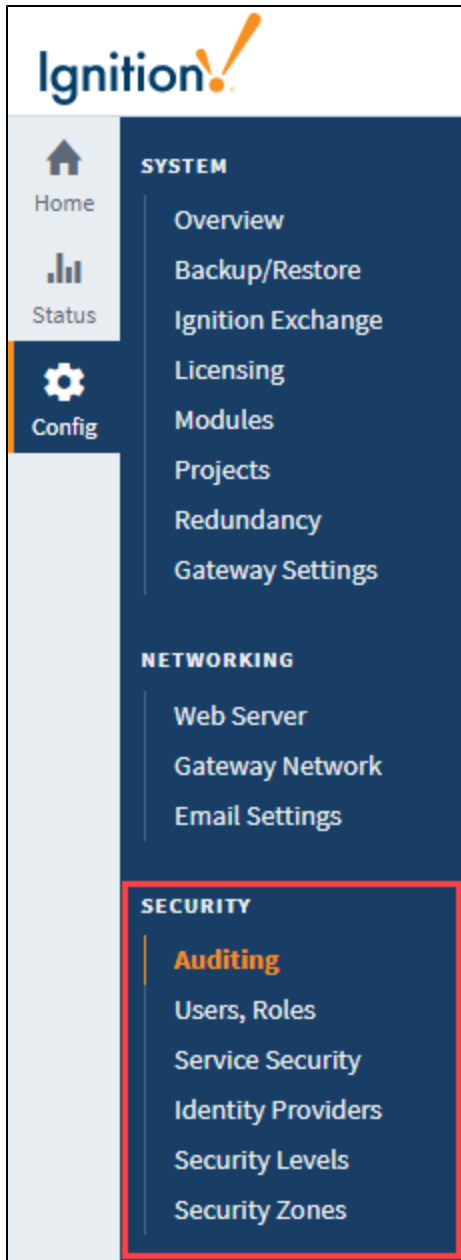 Ignition!
Home
Status
Config
SYSTEM
Overview
Backup/Restore
Ignition Exchange
Licensing
Modules
Projects
Redundancy
Gateway Settings
NETWORKING
Web Server
Gateway Network
Email Settings
SECURITY
Auditing
Users, Roles
Service Security
Identity Providers
Security Levels
Security Zones